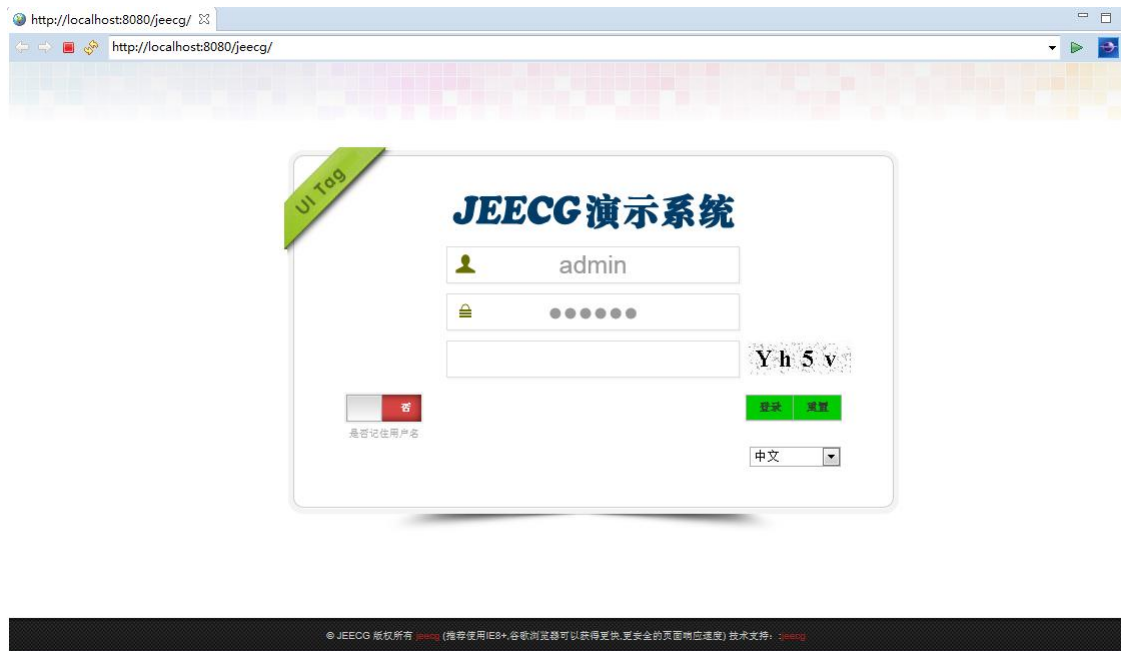 http://localhost:8080/jeecg/
http://localhost:8080/jeecg/
UI Tag
JEECG演示系统
admin
●●●●●●
Yh5v
否
登录 重置
是否记住用户名
中文
© JEECG 版权所有 jeecg (推荐使用IE8+,谷歌浏览器可以获得更快,更安全的页面响应速度) 技术支持：:jeecg